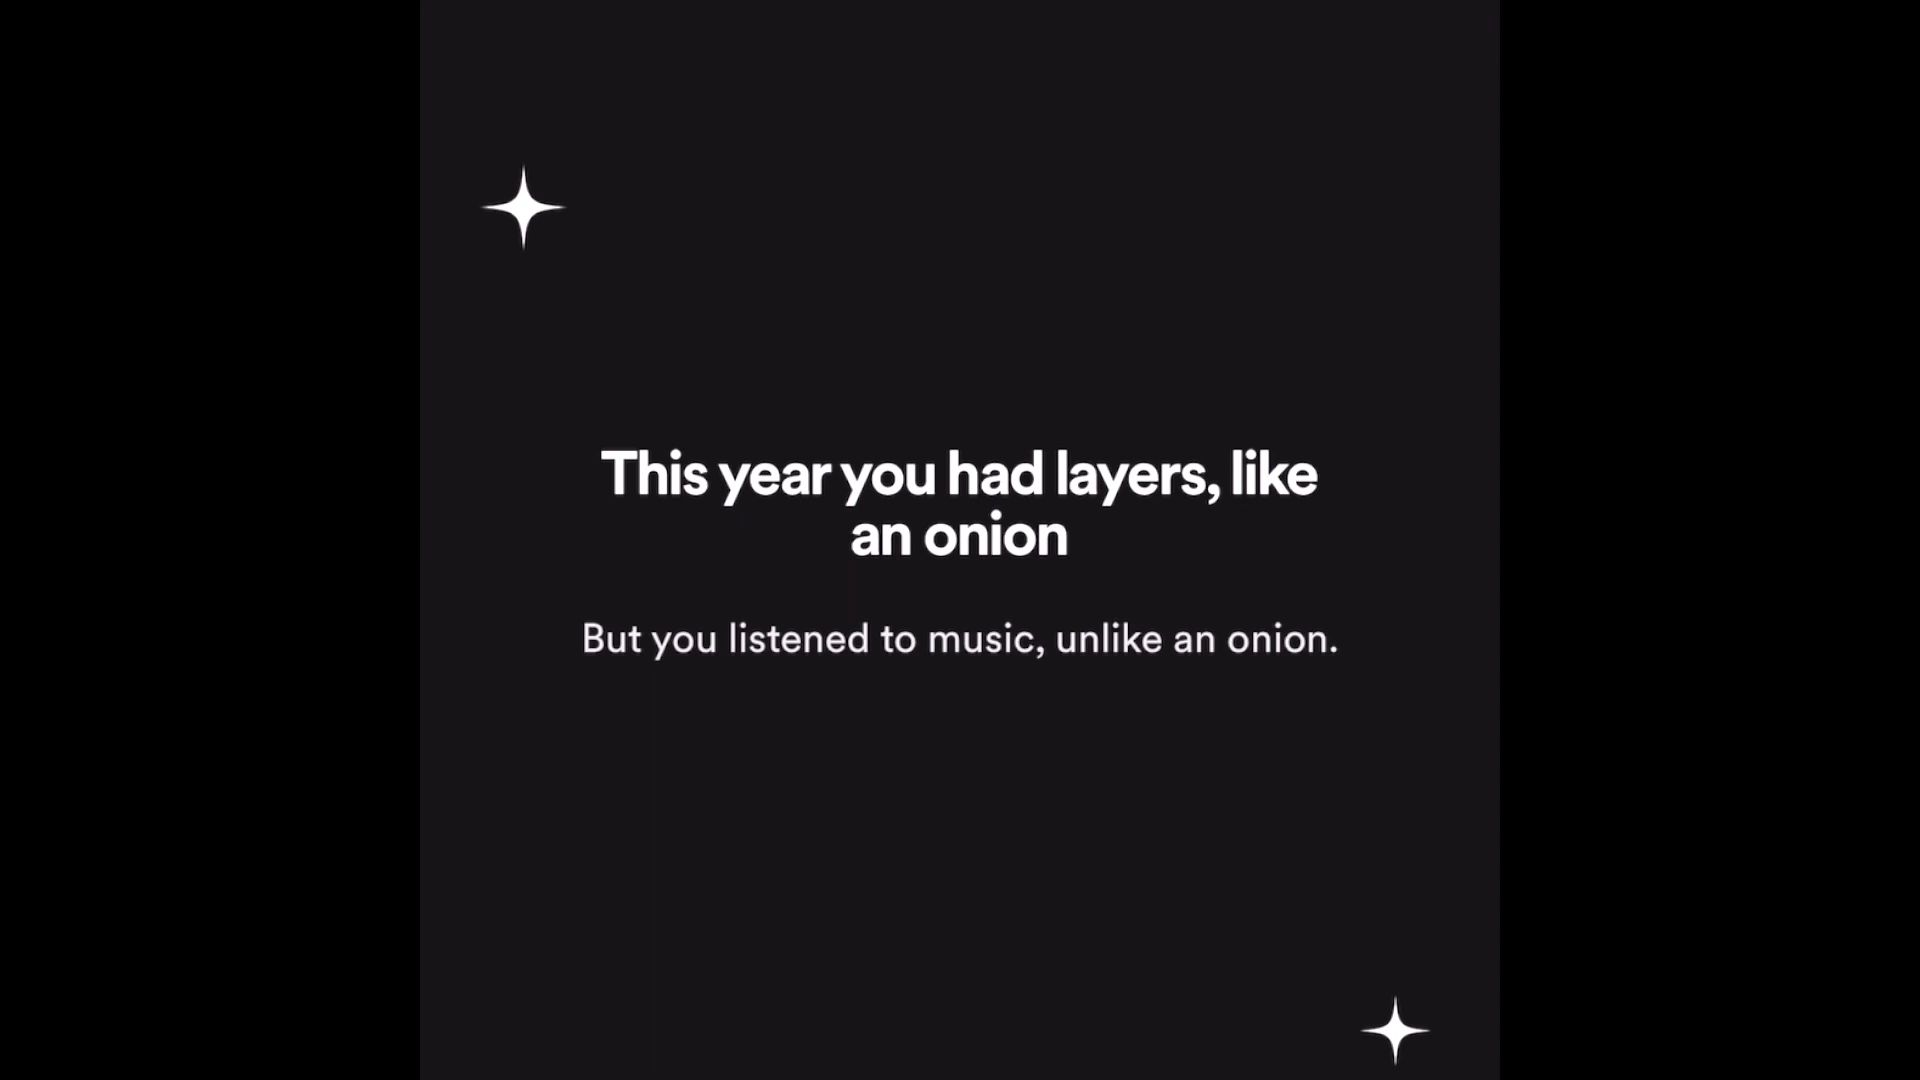 This year you had layers, like
an onion
But you listened to music, unlike an onion.